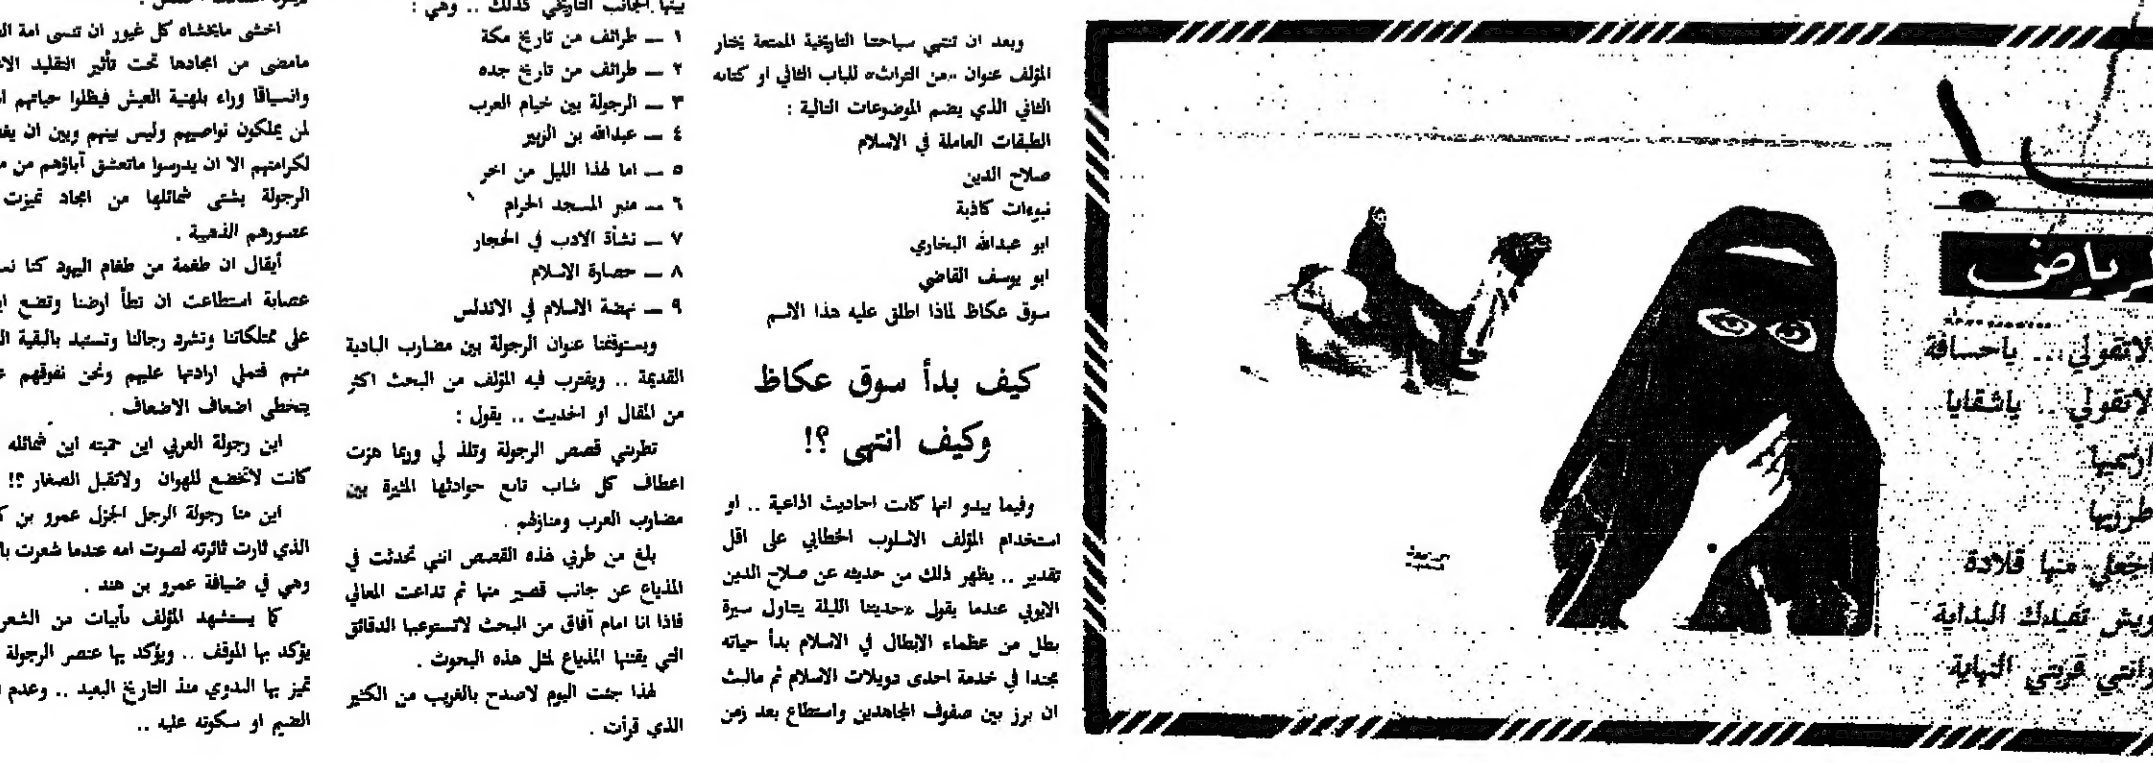 رياض
لاتقولي .. ياحسافة
لاتقولي .. ياشقايا
ارسميها
طرزيها
اجعلي منها قلادة
ويش تفيدك البداية
وانتي قربتي النهاية
وبعد ان تنتهي سياحتنا التاريخية الممتعة يختار
المؤلف عنوان «من التراث» للباب الثاني او كتابه
الثاني الذي يضم الموضوعات التالية :
الطبقات العاملة في الاسلام
صلاح الدين
نبوءات كاذبة
ابو عبدالله البخاري
ابو يوسف القاضي
سوق عكاظ لماذا اطلق عليه هذا الاسم
كيف بدأ سوق عكاظ
وكيف انتهى ؟!
وفيما يبدو انها كانت احاديث اذاعية .. او
استخدام المؤلف الاسلوب الخطابي على اقل
تقدير .. يظهر ذلك من حديثه عن صلاح الدين
الايوبي عندما يقول «حديثنا الليلة يتناول سيرة
بطل من عظماء الابطال في الاسلام بدأ حياته
مجندا في خدمة احدى دويلات الاسلام ثم مالبث
ان برز بين صفوف المجاهدين واستطاع بعد زمن
بينها الجانب التاريخي كذلك .. وهي :
١ — طرائف من تاريخ مكة
٢ — طرائف من تاريخ جده
٣ — الرجولة بين خيام العرب
٤ — عبدالله بن الزبير
٥ — اما لهذا الليل من اخر
٦ — منبر المسجد الحرام
٧ — نشأة الادب في الحجاز
٨ — حضارة الاسلام
٩ — نهضة الاسلام في الاندلس
ويستوقفنا عنوان الرجولة بين مضارب البادية
القديمة .. ويقترب فيه المؤلف من البحث اكثر
من المقال او الحديث .. يقول :
تطربني قصص الرجولة وتلذ لي وربما هزت
اعطاف كل شاب تابع حوادثها المثيرة بين
مضارب العرب ومنازلهم .
بلغ من طربي لهذه القصص انني تحدثت في
المذياع عن جانب قصير منها ثم تداعت المعاني
فاذا انا امام آفاق من البحث لاتستوعبها الدقائق
التي يقتنها المذياع لمثل هذه البحوث .
لهذا جئت اليوم لاصدح بالغريب من الكثير
الذي قرأت .
اخشى مايخشاه كل غيور ان تنسى امة
مامضى من امجادها تحت تأثير التقليد
وانسياقا وراء بلهنية العيش فيظلوا حياتهم
لمن يملكون نواصيهم وليس بينهم وبين ان
لكرامتهم الا ان يدرسوا ماتعشق آباؤهم من
الرجولة بشتى شمائلها من امجاد تميزت
عصورهم الذهبية .
أيقال ان طغمة من طغام اليهود كنا
عصابة استطاعت ان تطأ ارضنا وتضع
على ممتلكاتنا وتشرد رجالنا وتستبد بالبقية
منهم فتملي ارادتها عليهم ونحن نفوقهم
يتخطى اضعاف الاضعاف .
اين رجولة العربي اين حميته اين شمائله
كانت لاتخضع للهوان ولاتقبل الصغار ؟!
اين منا رجولة الرجل الجزل عمرو بن
الذي ثارت ثائرته لصوت امه عندما شعرت
وهي في ضيافة عمرو بن هند .
كما يستشهد المؤلف بأبيات من الشعر
يؤكد بها الموقف .. ويؤكد بها عنصر الرجولة
تميز بها البدوي منذ التاريخ البعيد .. وعدم
الضيم او سكوته عليه ..